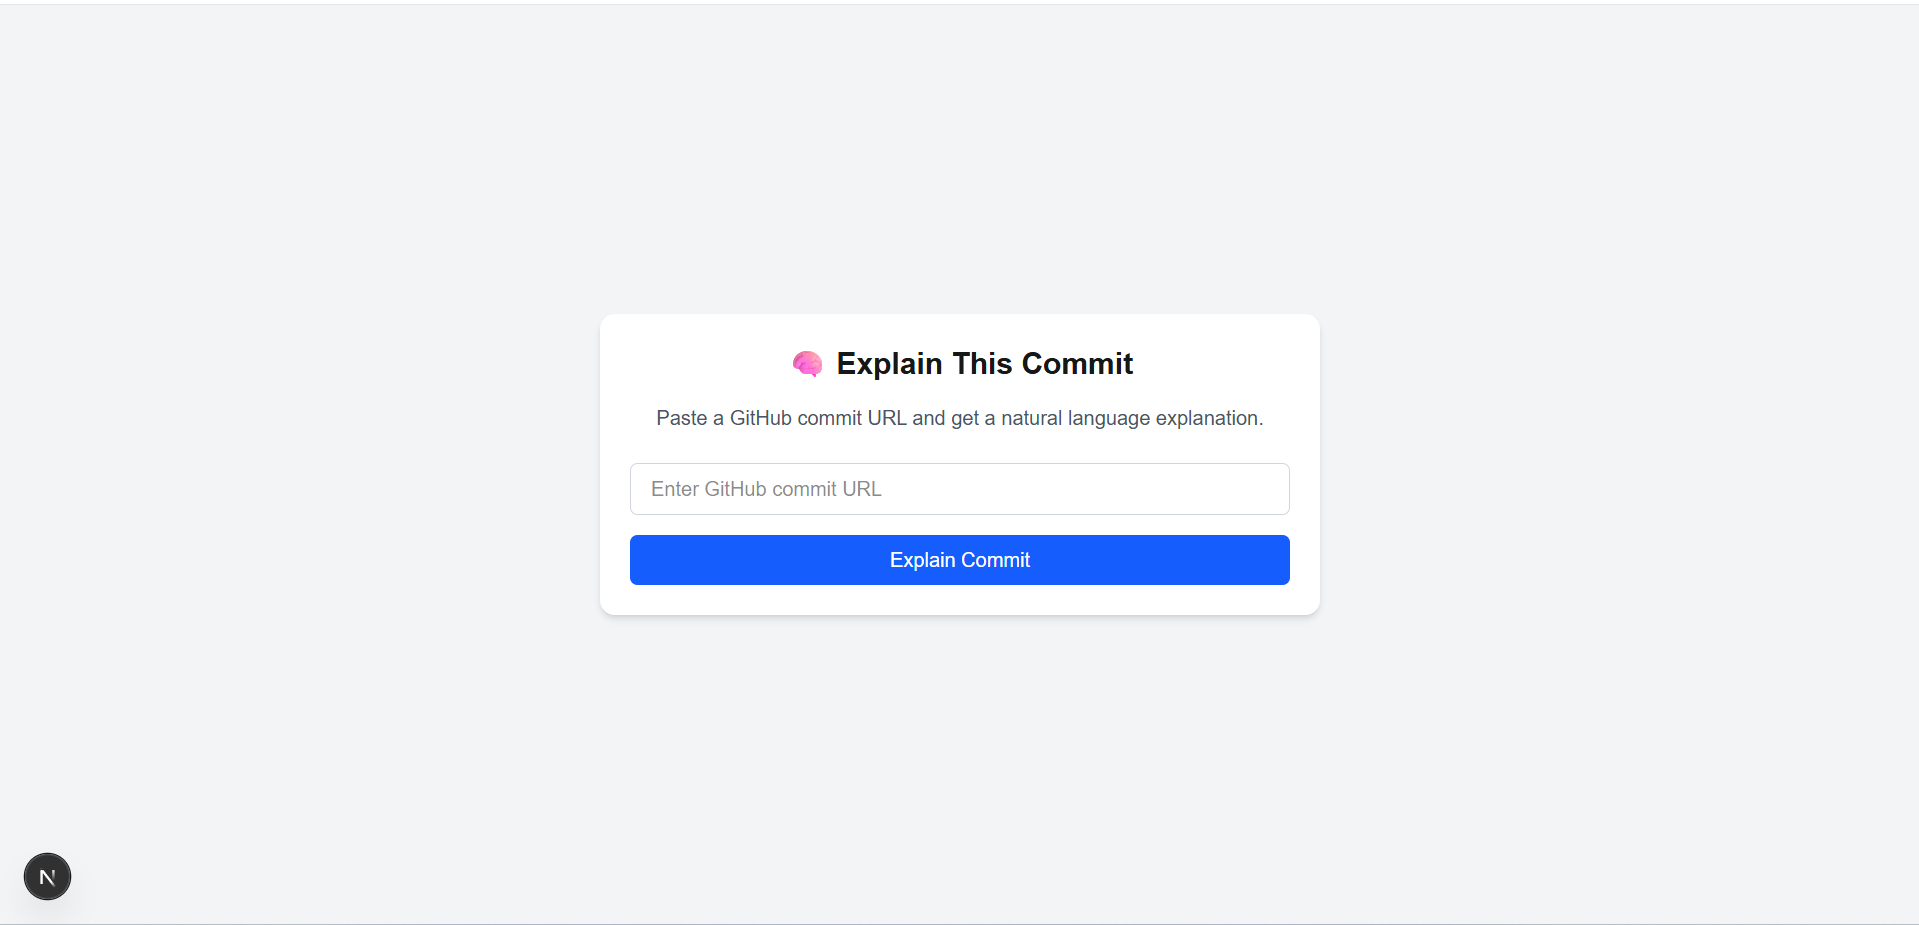 🧠 Explain This Commit
Paste a GitHub commit URL and get a natural language explanation.
Enter GitHub commit URL
Explain Commit
N